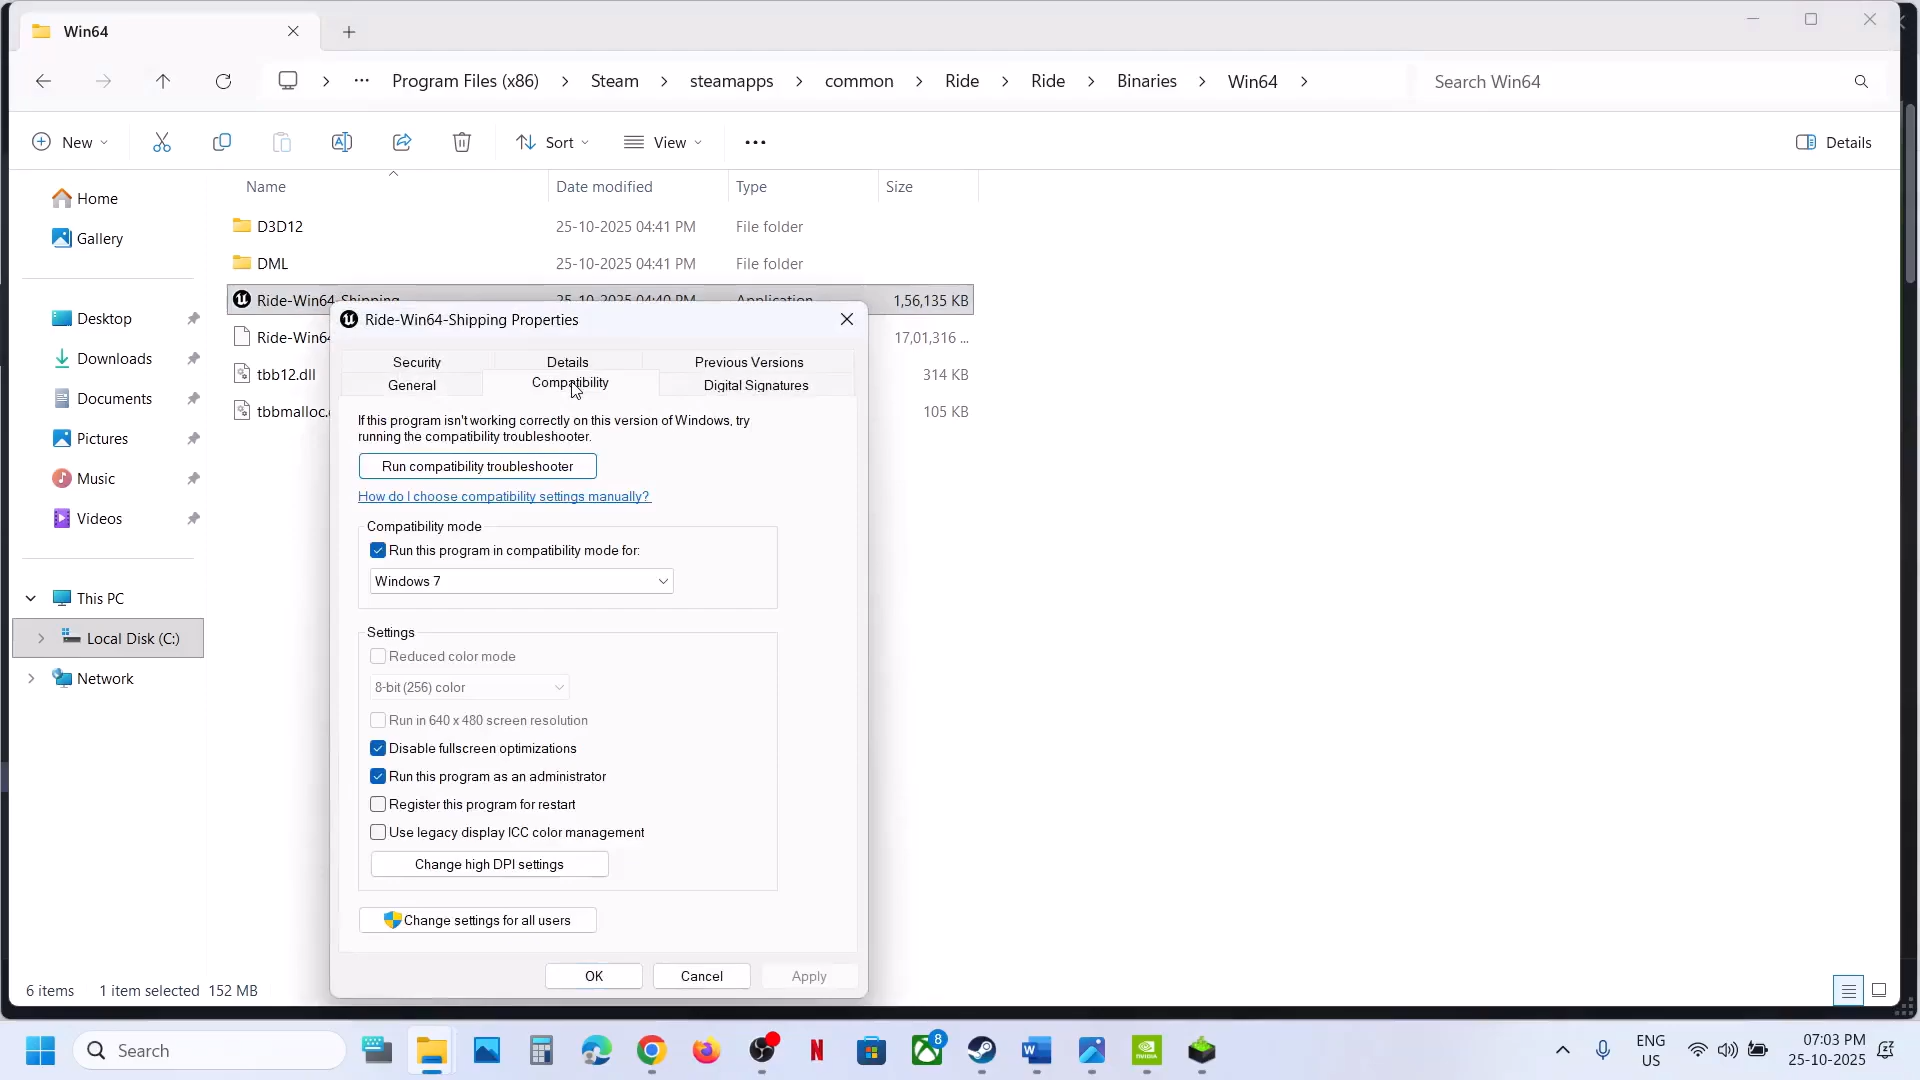 Win64
Program Files (x86)
Steam
steamapps
common
Ride
Ride
Binaries
Win64
Search Win64
New
Sort
View
Details
Name
Date modified
Type
Size
Home
Gallery
Desktop
Downloads
Documents
Pictures
Music
Videos
This PC
Local Disk (C:)
Network
D3D12
25-10-2025 04:41 PM
File folder
DML
25-10-2025 04:41 PM
File folder
Ride-Win64-Shipping
25-10-2025 04:40 PM
Application
1,56,135 KB
Ride-Win64
17,01,316 ...
tbb12.dll
314 KB
tbbmalloc.
105 KB
Ride-Win64-Shipping Properties
Security
Details
Previous Versions
General
Compatibility
Digital Signatures
If this program isn't working correctly on this version of Windows, try
running the compatibility troubleshooter.
Run compatibility troubleshooter
How do I choose compatibility settings manually?
Compatibility mode
Run this program in compatibility mode for:
Windows 7
Settings
Reduced color mode
8-bit (256) color
Run in 640 x 480 screen resolution
Disable fullscreen optimizations
Run this program as an administrator
Register this program for restart
Use legacy display ICC color management
Change high DPI settings
Change settings for all users
OK
Cancel
Apply
6 items
1 item selected 152 MB
Search
8
ENG
US
07:03 PM
25-10-2025